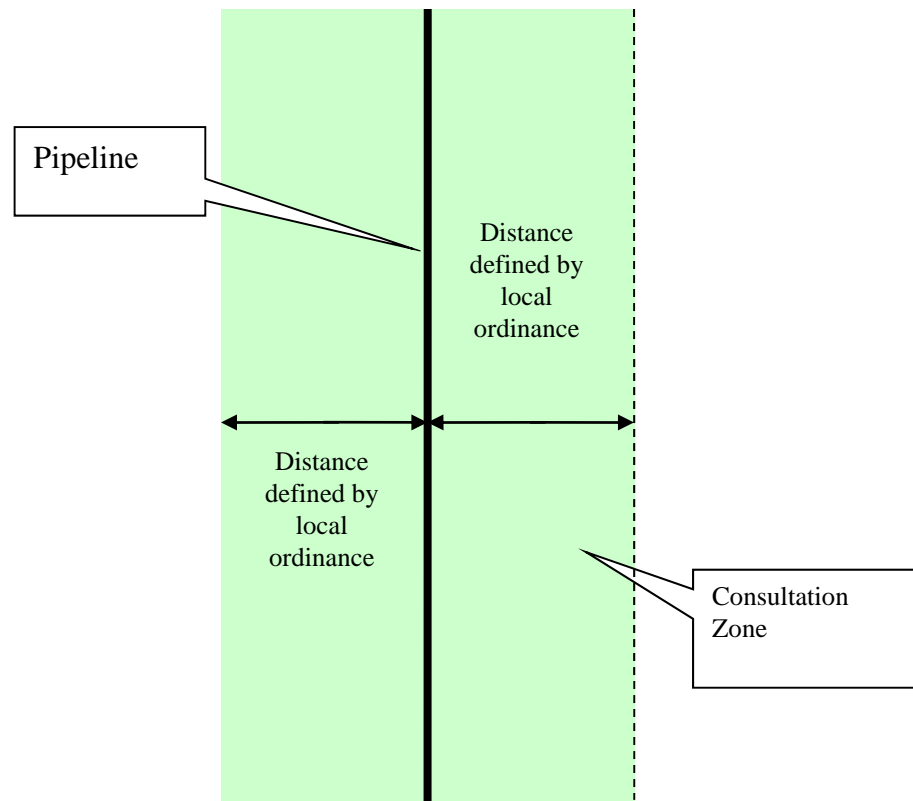 Pipeline
Distance
defined by
local
ordinance
Distance
defined by
local
ordinance
Consultation
Zone